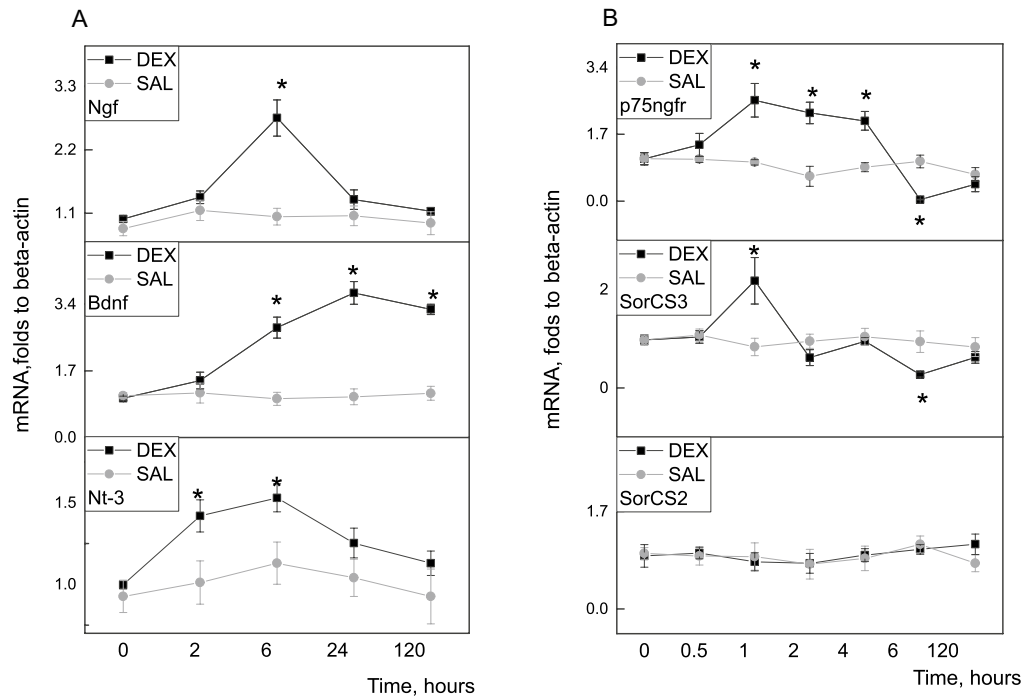 A
DEX
SAL
Ngf
3.3
2.2
1.1
DEX
SAL
Bdnf
3.4
1.7
0.0
DEX
SAL
Nt-3
1.5
1.0
mRNA,folds to beta-actin
0 2 6 24 120
Time, hours
B
DEX
SAL
p75ngfr
3.4
1.7
0.0
* * * *
DEX
SAL
SorCS3
2
0
DEX
SAL
SorCS2
1.7
0.0
mRNA, fods to beta-actin
0 0.5 1 2 4 6 120
Time, hours